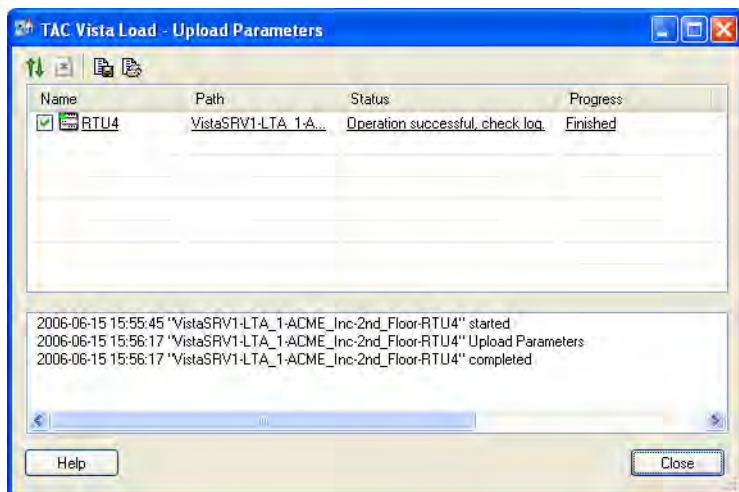 TAC Vista Load - Upload Parameters
Name Path Status Progress
RTU4 VistaSRV1-LTA_1-A... Operation successful, check log. Finished
2006-06-15 15:55:45 "VistaSRV1-LTA_1-ACME_Inc-2nd_Floor-RTU4" started
2006-06-15 15:56:17 "VistaSRV1-LTA_1-ACME_Inc-2nd_Floor-RTU4" Upload Parameters
2006-06-15 15:56:17 "VistaSRV1-LTA_1-ACME_Inc-2nd_Floor-RTU4" completed
Help Close